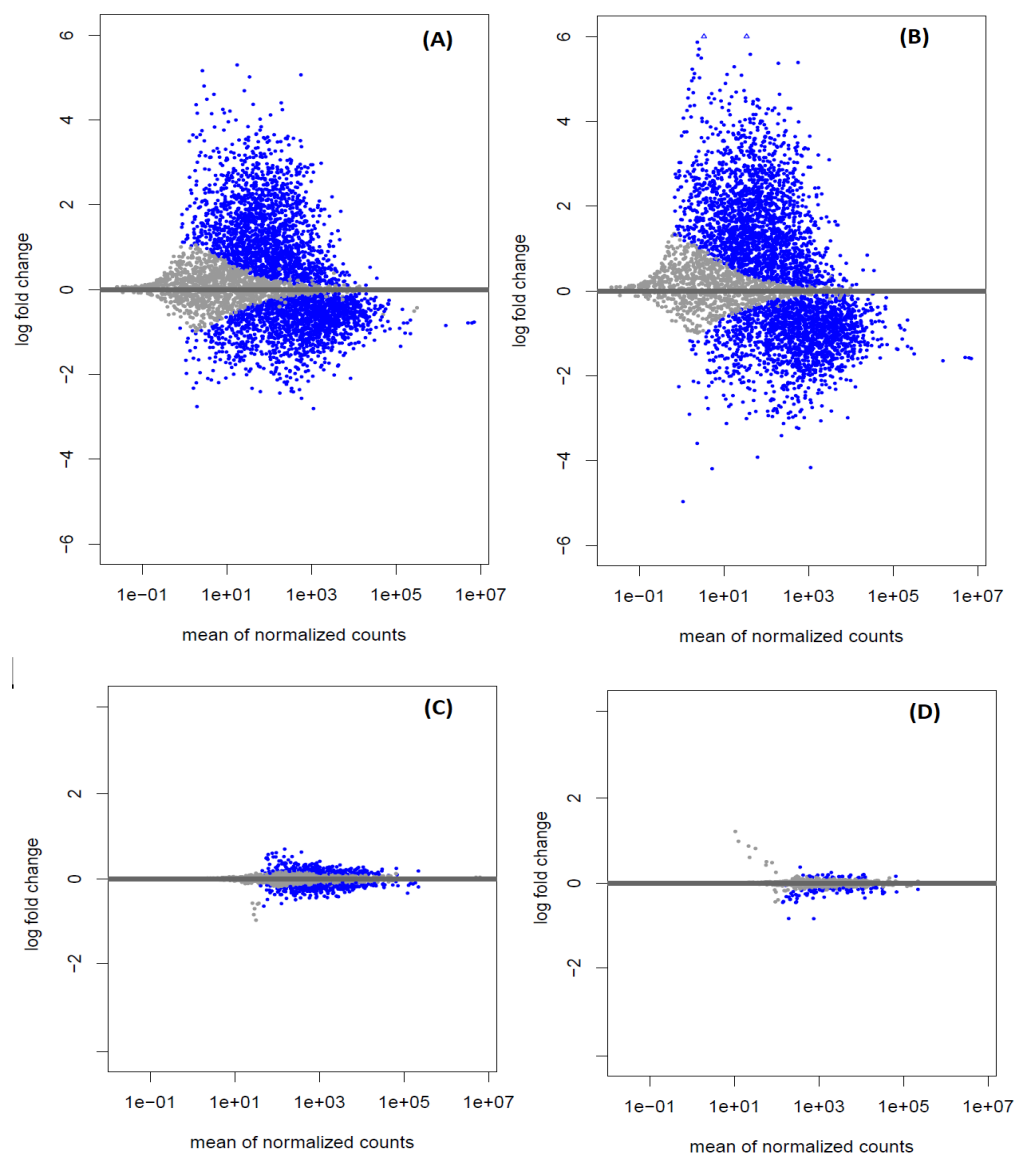 (A)
6
4
2
0
−2
−4
−6
log fold change
1e−01 1e+01 1e+03 1e+05 1e+07
mean of normalized counts
(B)
6
4
2
0
−2
−4
−6
log fold change
1e−01 1e+01 1e+03 1e+05 1e+07
mean of normalized counts
(C)
2
0
−2
log fold change
1e−01 1e+01 1e+03 1e+05 1e+07
mean of normalized counts
(D)
2
0
−2
log fold change
1e−01 1e+01 1e+03 1e+05 1e+07
mean of normalized counts